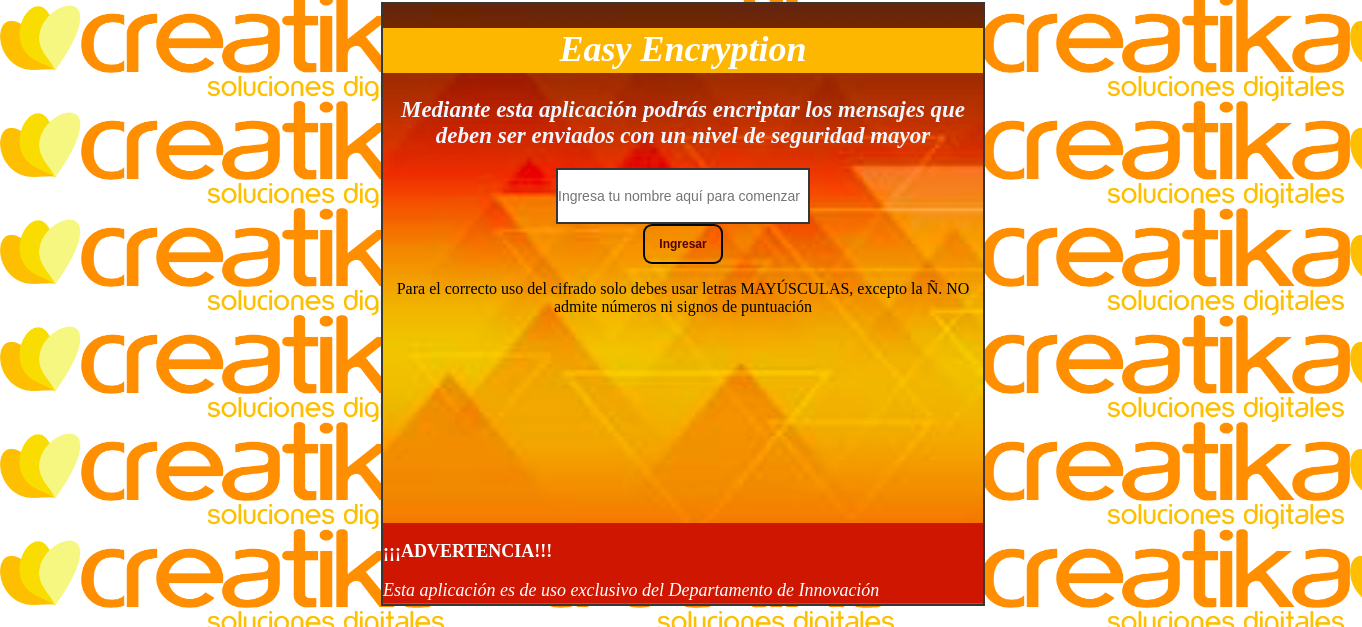 creatika
soluciones digitales
Easy Encryption
Mediante esta aplicación podrás encriptar los mensajes que
deben ser enviados con un nivel de seguridad mayor
Ingresa tu nombre aquí para comenzar
Ingresar
Para el correcto uso del cifrado solo debes usar letras MAYÚSCULAS, excepto la Ñ. NO
admite números ni signos de puntuación
¡¡¡ADVERTENCIA!!!
Esta aplicación es de uso exclusivo del Departamento de Innovación